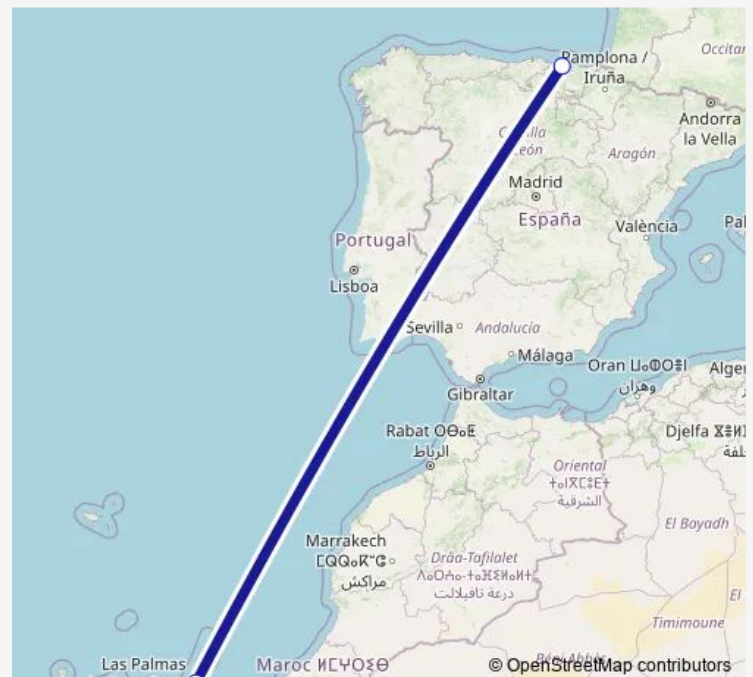 Pamplona /
Iruña
Occitan
Andorra
la Vella
Castilla
León
Aragón
Madrid
España
València
Pal
Portugal
Lisboa
Sevilla
Andalucía
Málaga
Gibraltar
Oran ⵡⴰⵀⵔⴰⵏ
وهران
Alger
Rabat ⵔⴱⴰⵟ
الرباط
Oriental
الشرقية
Djelfa
El Bayadh
Marrakech
مراكش
Drâa-Tafilalet
درعة تافيلالت
El
Timimoune
Las Palmas
Maroc ⵍⵎⵖⵔⵉⴱ
© OpenStreetMap contributors